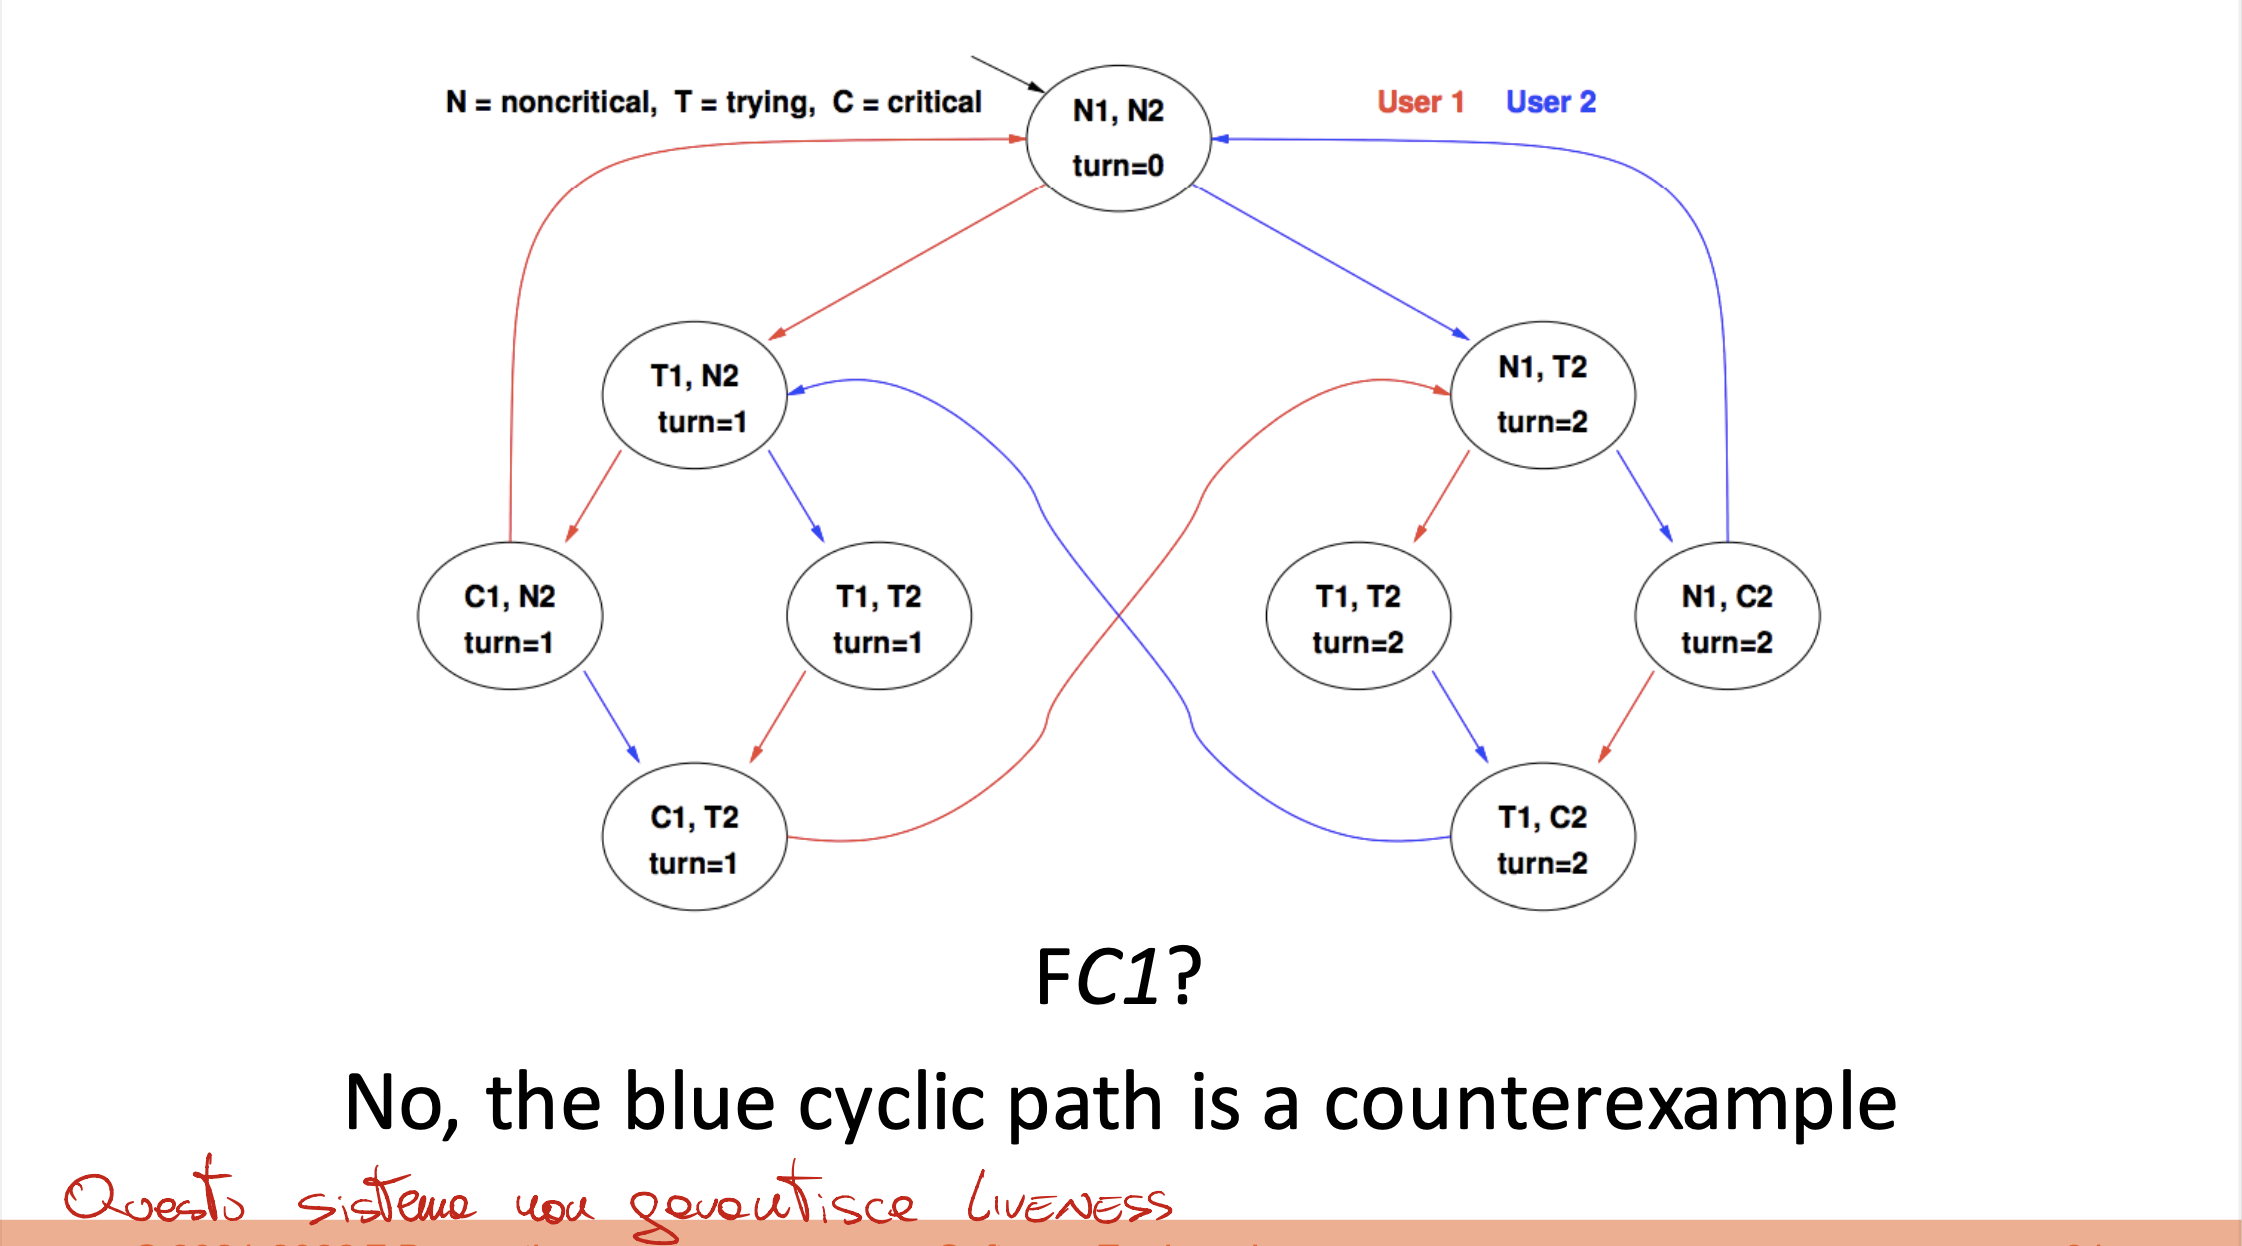 N = noncritical, T = trying, C = critical
User 1 User 2
N1, N2
turn=0
T1, N2
turn=1
N1, T2
turn=2
C1, N2
turn=1
T1, T2
turn=1
T1, T2
turn=2
N1, C2
turn=2
C1, T2
turn=1
T1, C2
turn=2
FC1?
No, the blue cyclic path is a counterexample
Questo sistema non garantisce LIVENESS